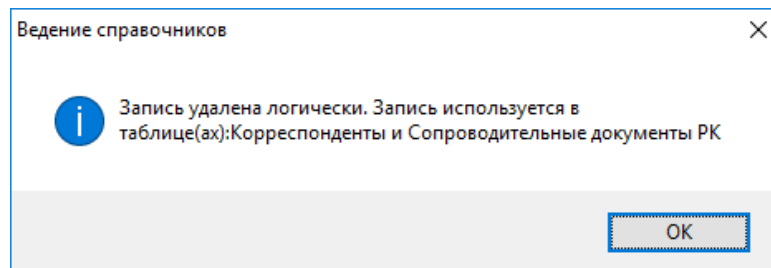 Ведение справочников
Запись удалена логически. Запись используется в
таблице(ах):Корреспонденты и Сопроводительные документы РК
OK